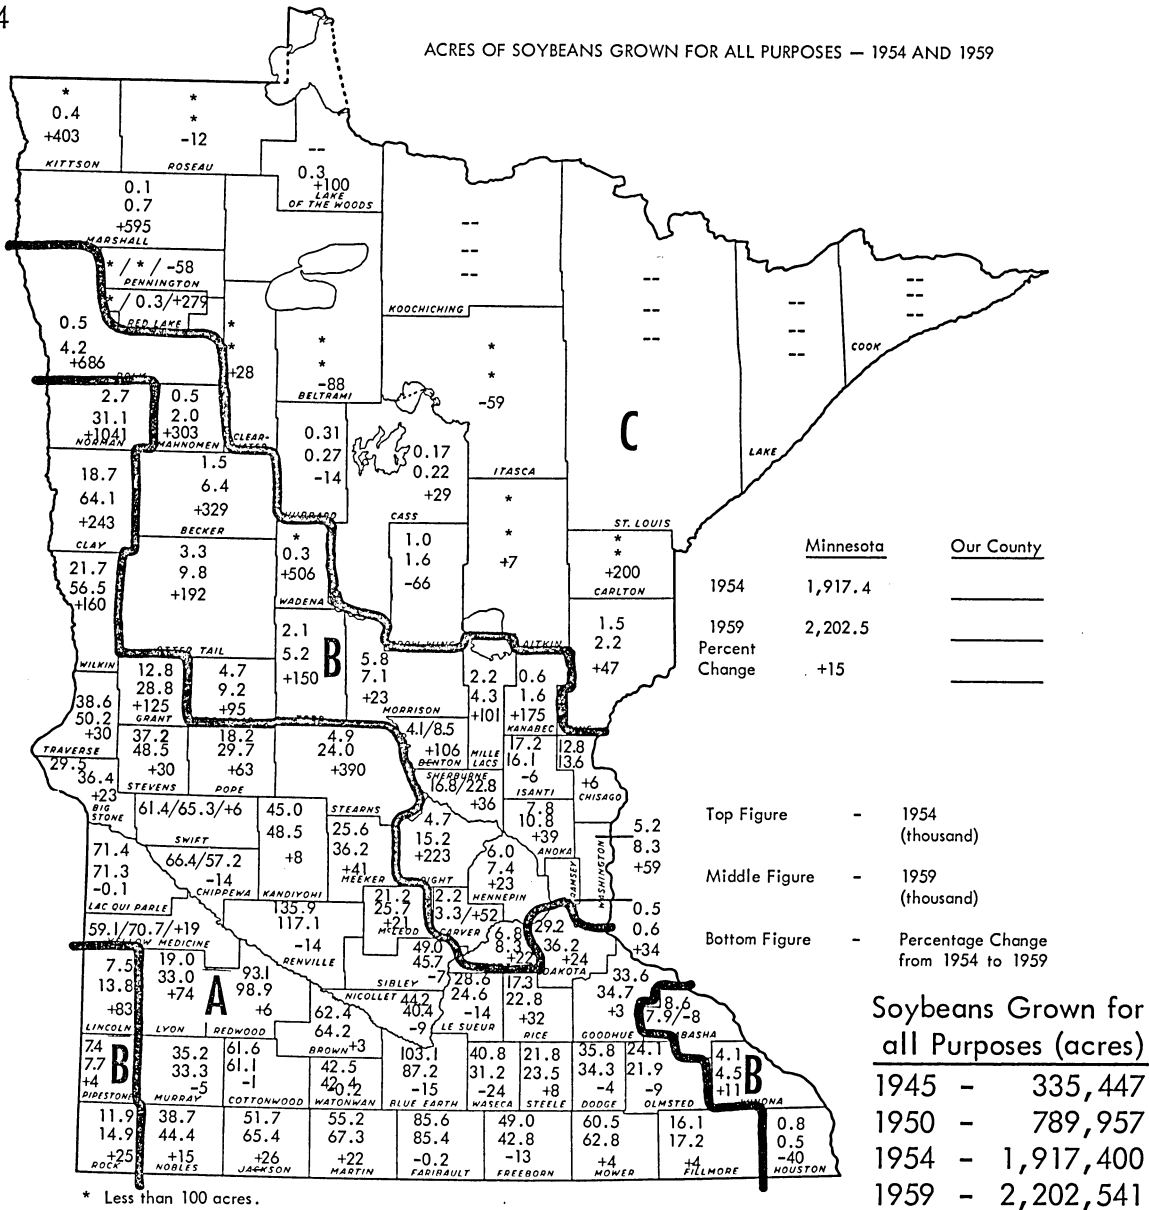 4
ACRES OF SOYBEANS GROWN FOR ALL PURPOSES — 1954 AND 1959
*
0.4
+403
KITTSON
*
*
-12
ROSEAU
--
0.3
+100
LAKE
OF THE WOODS
0.1
0.7
+595
MARSHALL
* / * / -58
PENNINGTON
* / 0.3/+279
RED LAKE
0.5
4.2
+686
*
*
+28
CLEAR-
*
*
-88
BELTRAMI
--
--
--
KOOCHICHING
*
*
-59
ITASCA
--
--
--
ST. LOUIS
--
--
--
LAKE
--
--
--
COOK
C
2.7
31.1
+1041
NORMAN
0.5
2.0
+303
MAHNOMEN
0.31
0.27
-14
HUBBARD
0.17
0.22
+29
CASS
18.7
64.1
+243
CLAY
1.5
6.4
+329
BECKER
*
0.3
+506
WADENA
1.0
1.6
-66
*
*
+7
AITKIN
*
*
+200
CARLTON
21.7
56.5
+160
WILKIN
3.3
9.8
+192
OTTER TAIL
2.1
5.2
+150
B
5.8
7.1
+23
MORRISON
1.5
2.2
+47
2.2
4.3
+101
MILLE
LACS
0.6
1.6
+175
KANABEC
38.6
50.2
+30
TRAVERSE
12.8
28.8
+125
GRANT
4.7
9.2
+95
4.1/8.5
+106
BENTON
37.2
48.5
+30
STEVENS
18.2
29.7
+63
POPE
4.9
24.0
+390
STEARNS
17.2
16.1
-6
ISANTI
12.8
13.6
+6
CHISAGO
29.5
36.4
+23
BIG
STONE
61.4/65.3/+6
SWIFT
45.0
48.5
+8
KANDIYOHI
SHERBURNE
16.8/22.8
+36
7.8
10.8
+39
ANOKA
25.6
36.2
+41
MEEKER
4.7
15.2
+223
6.0
7.4
+23
HENNEPIN
RAMSEY
WASHINGTON
5.2
8.3
+59
0.5
0.6
+34
71.4
71.3
-0.1
LAC QUI PARLE
66.4/57.2
-14
CHIPPEWA
135.9
117.1
-14
RENVILLE
21.2
25.7
+21
McLEOD
2.2
3.3/+52
CARVER
6.8
8.3
+22
29.2
36.2
+24
DAKOTA
59.1/70.7/+19
YELLOW MEDICINE
7.5
13.8
+83
LINCOLN
19.0
33.0
+74
LYON
A
93.1
98.9
+6
REDWOOD
49.0
45.7
-7
SIBLEY
NICOLLET 44.2
40.4
-9
28.6
24.6
-14
LE SUEUR
17.3
22.8
+32
RICE
33.6
34.7
+3
GOODHUE
8.6
7.9/-8
62.4
64.2
+3
BROWN
7.4
7.7
+4
PIPESTONE
B
35.2
33.3
-5
MURRAY
61.6
61.1
-1
COTTONWOOD
42.5
42.4
-0.2
WATONWAN
103.1
87.2
-15
BLUE EARTH
40.8
31.2
-24
WASECA
21.8
23.5
+8
STEELE
35.8
34.3
-4
DODGE
24.1
21.9
-9
OLMSTED
4.1
4.5
+11
B
11.9
14.9
+25
ROCK
38.7
44.4
+15
NOBLES
51.7
65.4
+26
JACKSON
55.2
67.3
+22
MARTIN
85.6
85.4
-0.2
FARIBAULT
49.0
42.8
-13
FREEBORN
60.5
62.8
+4
MOWER
16.1
17.2
+4
FILLMORE
0.8
0.5
-40
HOUSTON
* Less than 100 acres.
Minnesota Our County
1954 1,917.4
1959 2,202.5
Percent
Change +15
Top Figure - 1954
(thousand)
Middle Figure - 1959
(thousand)
Bottom Figure - Percentage Change
from 1954 to 1959
Soybeans Grown for
all Purposes (acres)
1945 - 335,447
1950 - 789,957
1954 - 1,917,400
1959 - 2,202,541